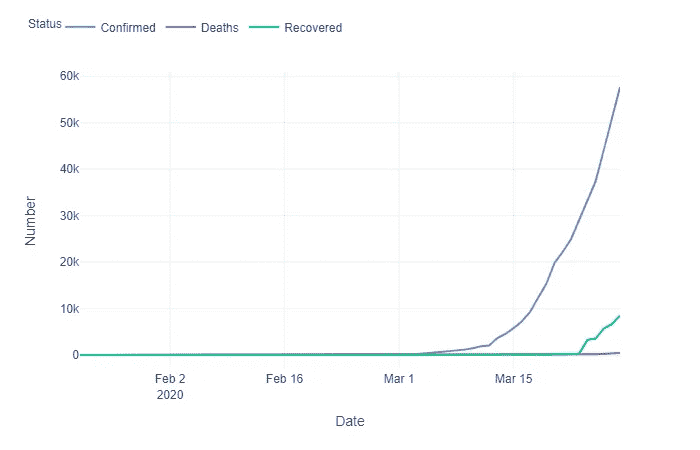 Status Confirmed Deaths Recovered
60k
50k
40k
30k
20k
10k
0
Number
Feb 2 Feb 16 Mar 1 Mar 15
2020
Date